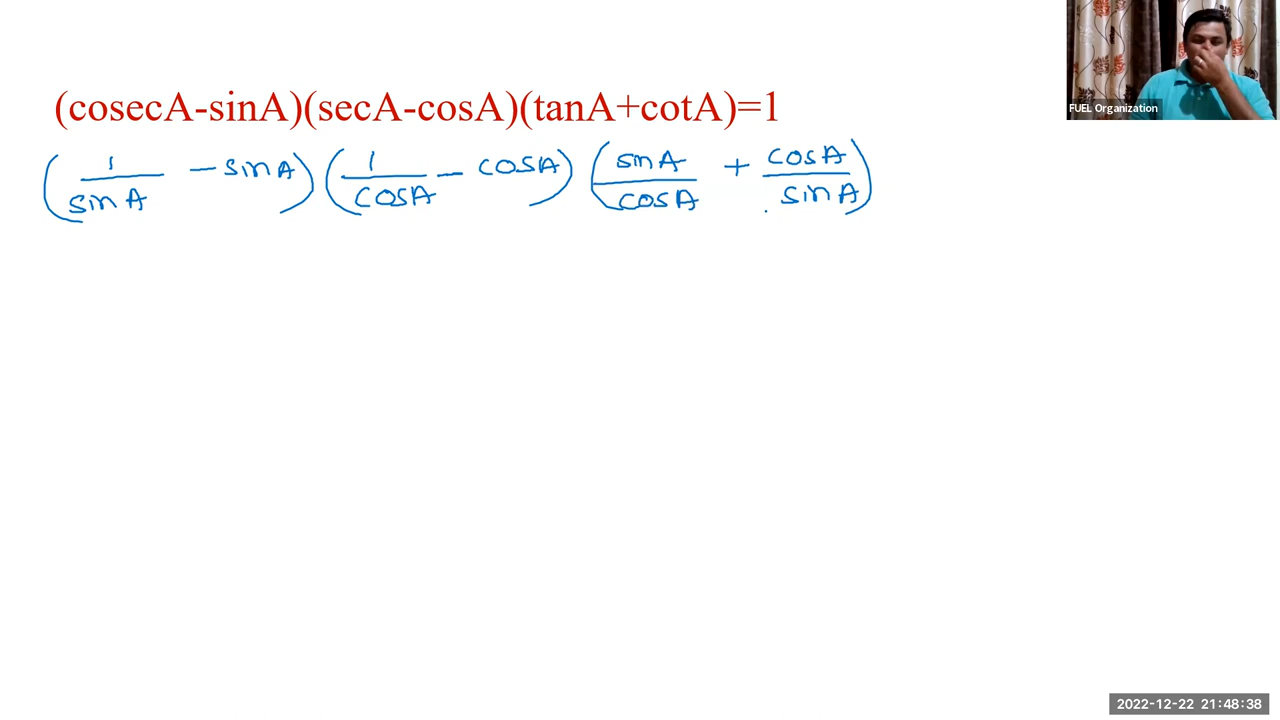 FUEL Organization
(cosecA-sinA)(secA-cosA)(tanA+cotA)=1
(1/sinA - sinA) (1/cosA - cosA) (sinA/cosA + cosA/sinA)
2022-12-22 21:48:38